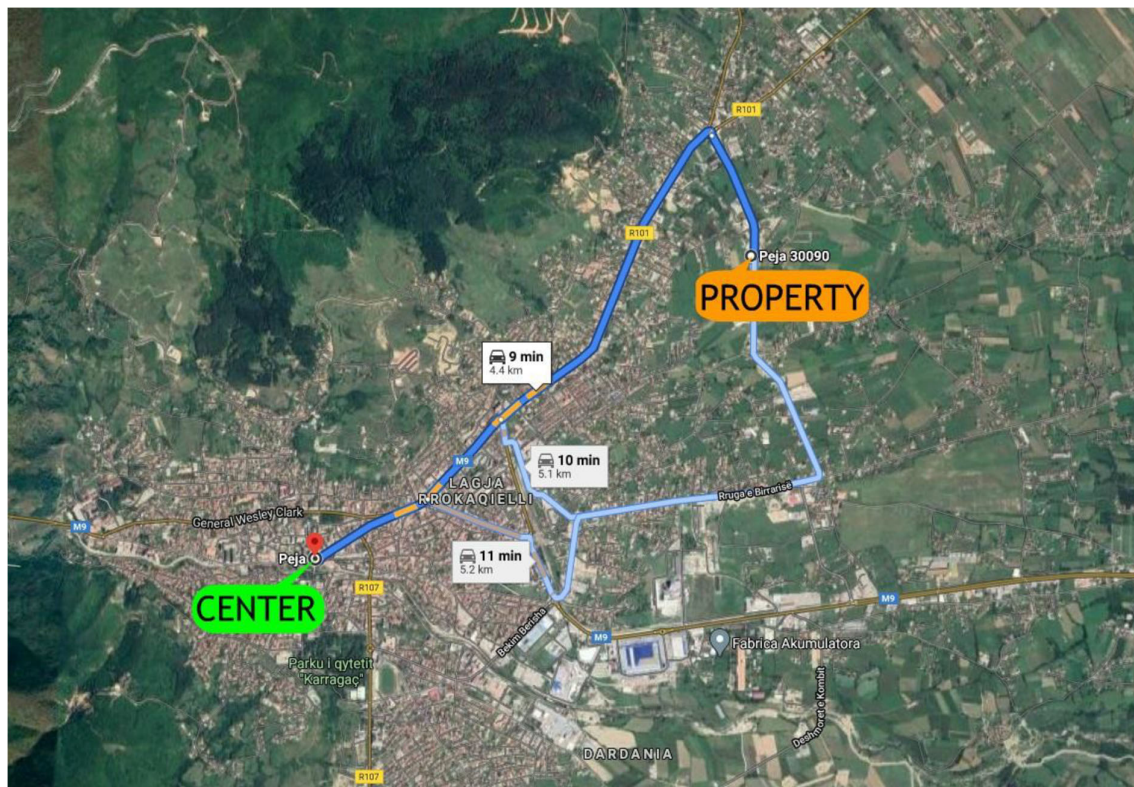 R101
R101
Peja 30090
PROPERTY
9 min
4.4 km
10 min
5.1 km
M9
LAGJA
RROKAQIELLI
Rruga e Birrarisë
General Wesley Clark
M9
Peja
11 min
5.2 km
CENTER
R107
M9
Bekim Berisha
M9
Fabrica Akumulatora
Parku i qytetit
"Karragaç"
Deshmoret e Kombit
DARDANIA
R107